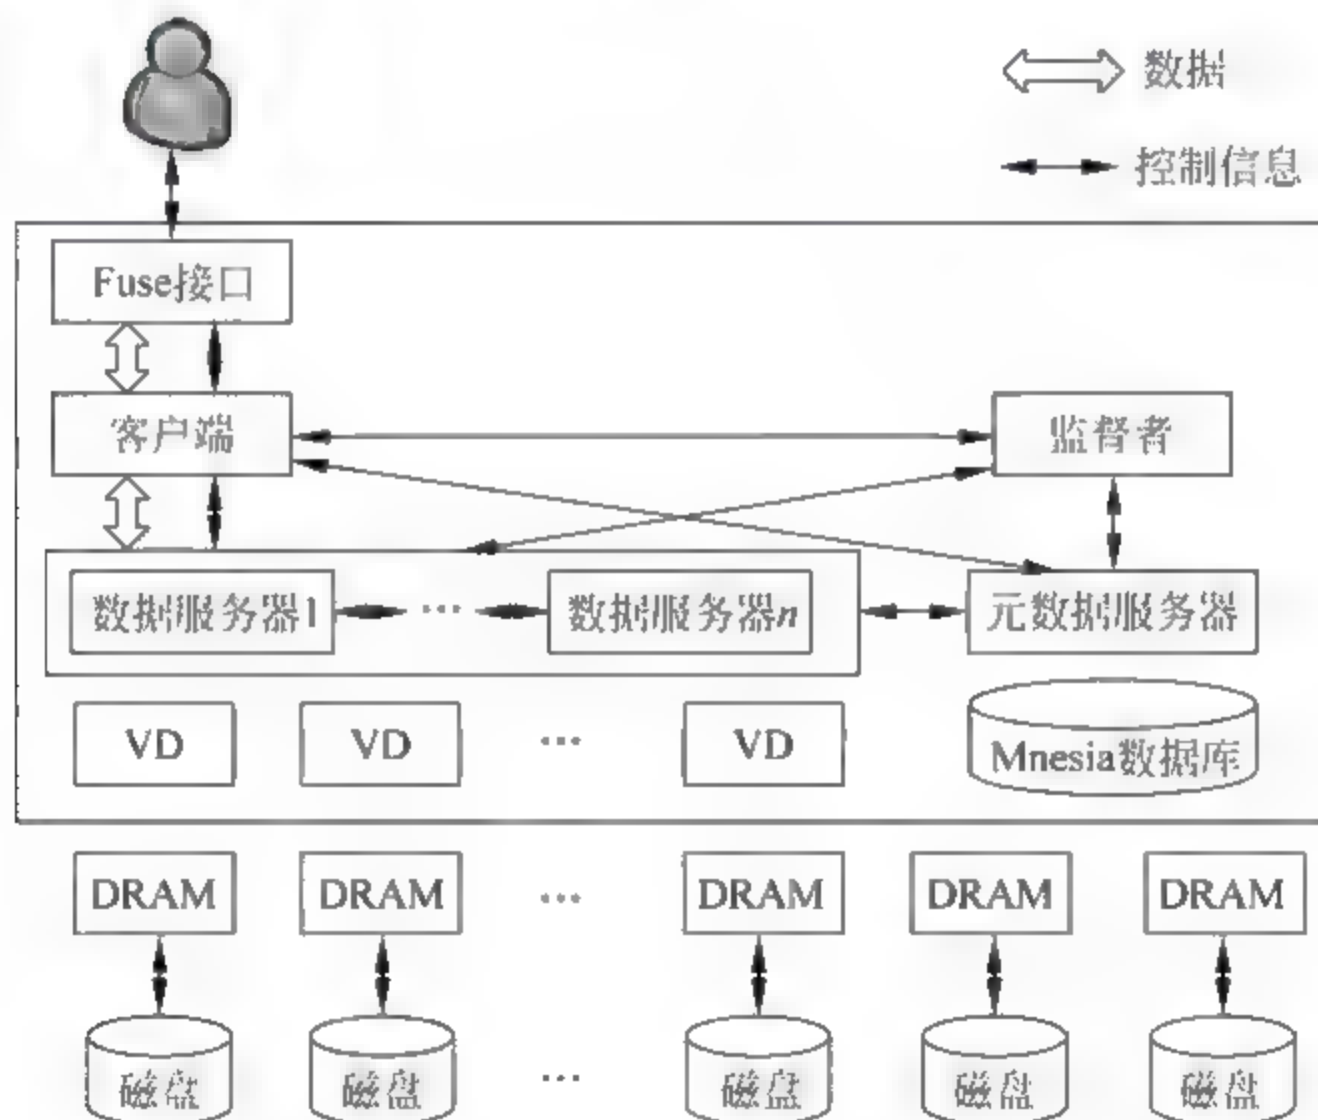 数据
控制信息
Fuse接口
客户端
监督者
数据服务器1
...
数据服务器n
元数据服务器
VD
VD
...
VD
Mnesia数据库
DRAM
DRAM
...
DRAM
DRAM
DRAM
磁盘
磁盘
...
磁盘
磁盘
磁盘